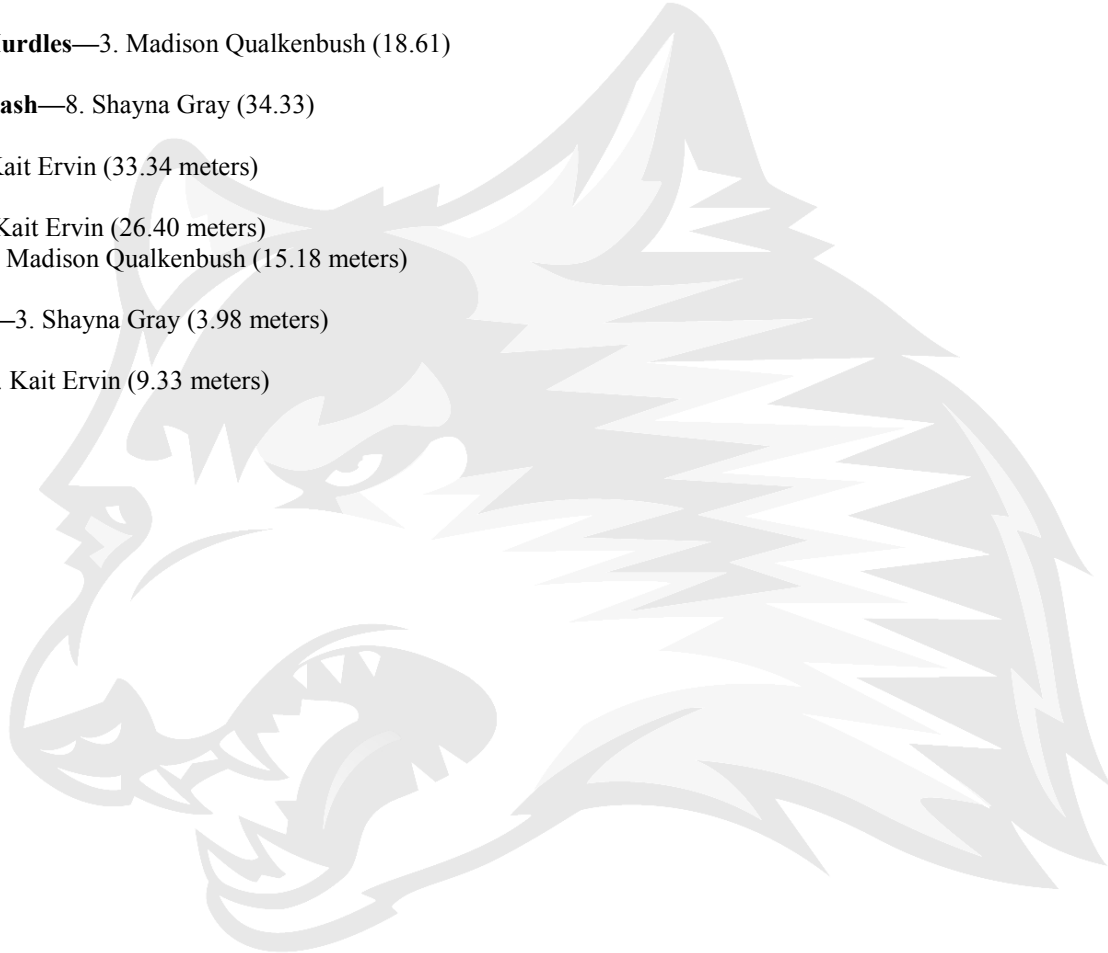 urdles—3. Madison Qualkenbush (18.61)
ash—8. Shayna Gray (34.33)
Kait Ervin (33.34 meters)
Kait Ervin (26.40 meters)
Madison Qualkenbush (15.18 meters)
—3. Shayna Gray (3.98 meters)
. Kait Ervin (9.33 meters)